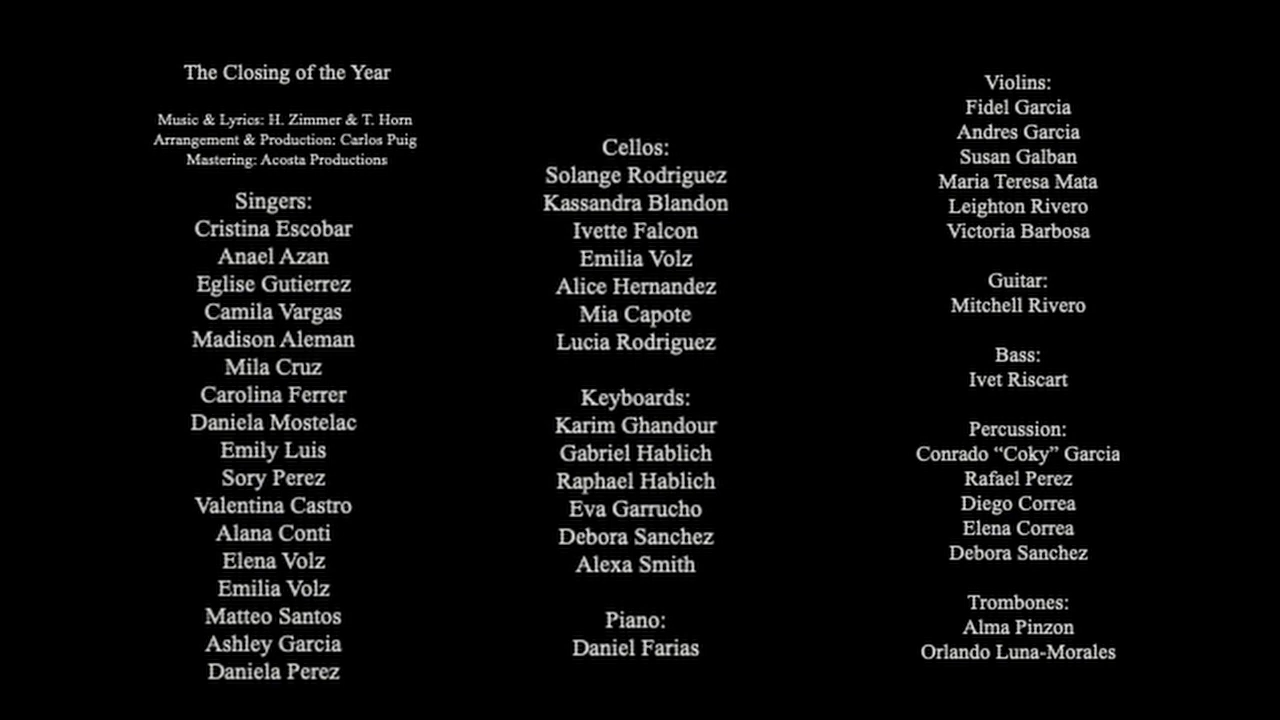 The Closing of the Year
Music & Lyrics: H. Zimmer & T. Horn
Arrangement & Production: Carlos Puig
Mastering: Acosta Productions
Singers:
Cristina Escobar
Anael Azan
Eglise Gutierrez
Camila Vargas
Madison Aleman
Mila Cruz
Carolina Ferrer
Daniela Mostelac
Emily Luis
Sory Perez
Valentina Castro
Alana Conti
Elena Volz
Emilia Volz
Matteo Santos
Ashley Garcia
Daniela Perez
Cellos:
Solange Rodriguez
Kassandra Blandon
Ivette Falcon
Emilia Volz
Alice Hernandez
Mia Capote
Lucia Rodriguez
Keyboards:
Karim Ghandour
Gabriel Hablich
Raphael Hablich
Eva Garrucho
Debora Sanchez
Alexa Smith
Piano:
Daniel Farias
Violins:
Fidel Garcia
Andres Garcia
Susan Galban
Maria Teresa Mata
Leighton Rivero
Victoria Barbosa
Guitar:
Mitchell Rivero
Bass:
Ivet Riscart
Percussion:
Conrado “Coky” Garcia
Rafael Perez
Diego Correa
Elena Correa
Debora Sanchez
Trombones:
Alma Pinzon
Orlando Luna-Morales